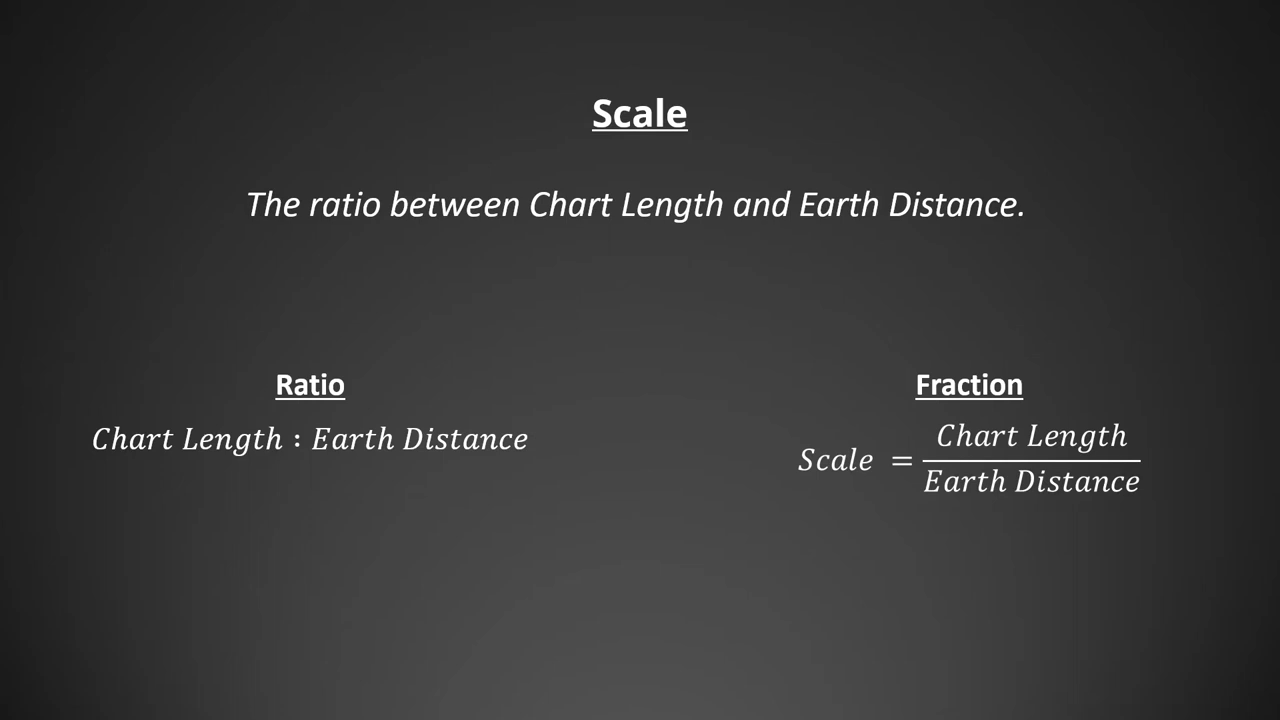 Scale
The ratio between Chart Length and Earth Distance.
Ratio
Chart Length : Earth Distance
Fraction
Scale = Chart Length / Earth Distance